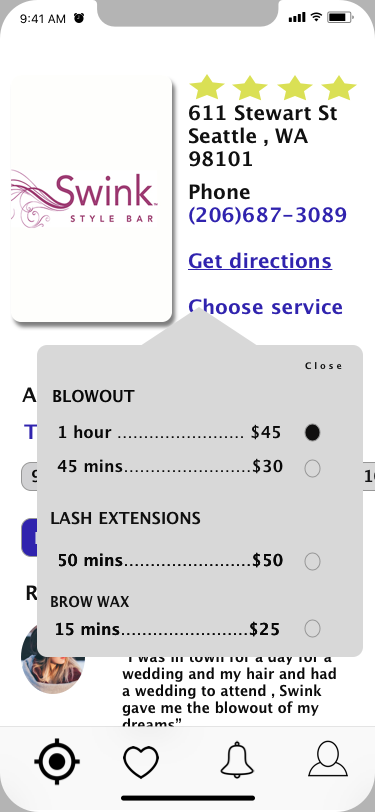 9:41 AM
611 Stewart St
Seattle , WA
98101
Swink
STYLE BAR
Phone
(206)687-3089
Get directions
Choose service
Close
A
BLOWOUT
T
1 hour ........................ $45
45 mins........................$30
LASH EXTENSIONS
50 mins........................$50
R
BROW WAX
15 mins........................$25
"I was in town for a day for a
wedding and my hair and had
a wedding to attend , Swink
gave me the blowout of my
dreams"